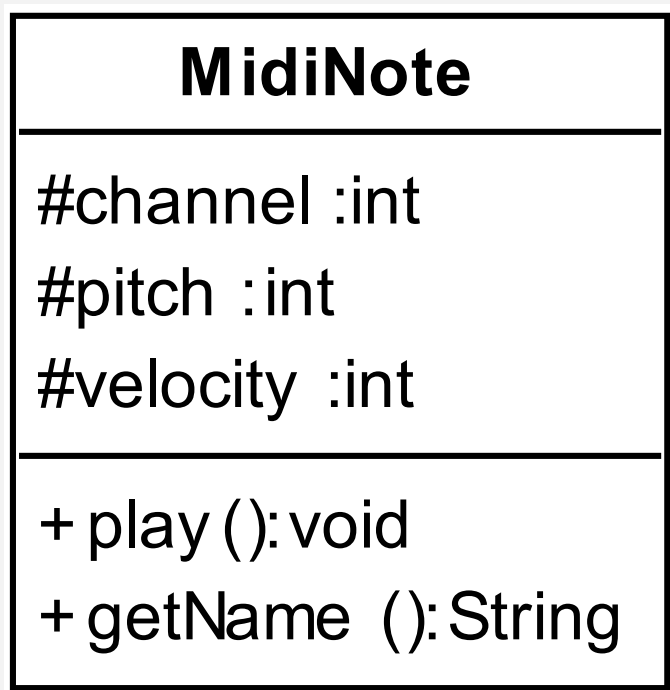 MidiNote
#channel :int
#pitch :int
#velocity :int
+ play (): void
+ getName (): String